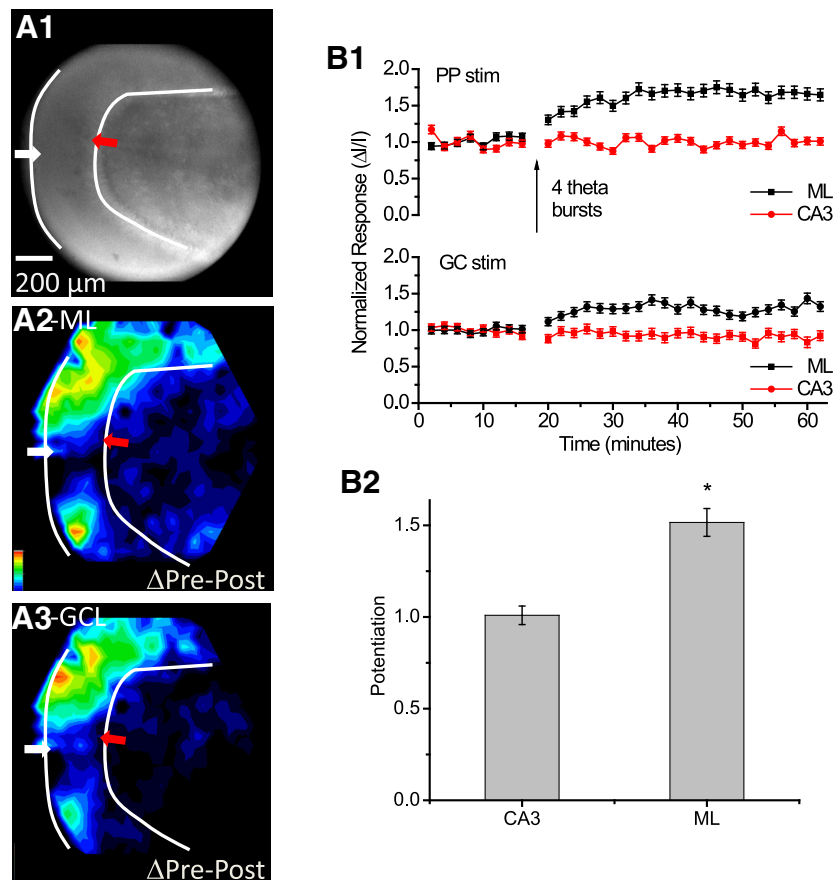 A1
200 µm
A2-ML
ΔPre-Post
A3-GCL
ΔPre-Post
B1
Normalized Response (ΔI/I)
2.0
1.5
1.0
0.5
0.0
PP stim
4 theta
bursts
ML
CA3
2.0
1.5
1.0
0.5
0.0
GC stim
ML
CA3
0 10 20 30 40 50 60
Time (minutes)
B2
Potentiation
1.5
1.0
0.5
0.0
*
CA3 ML